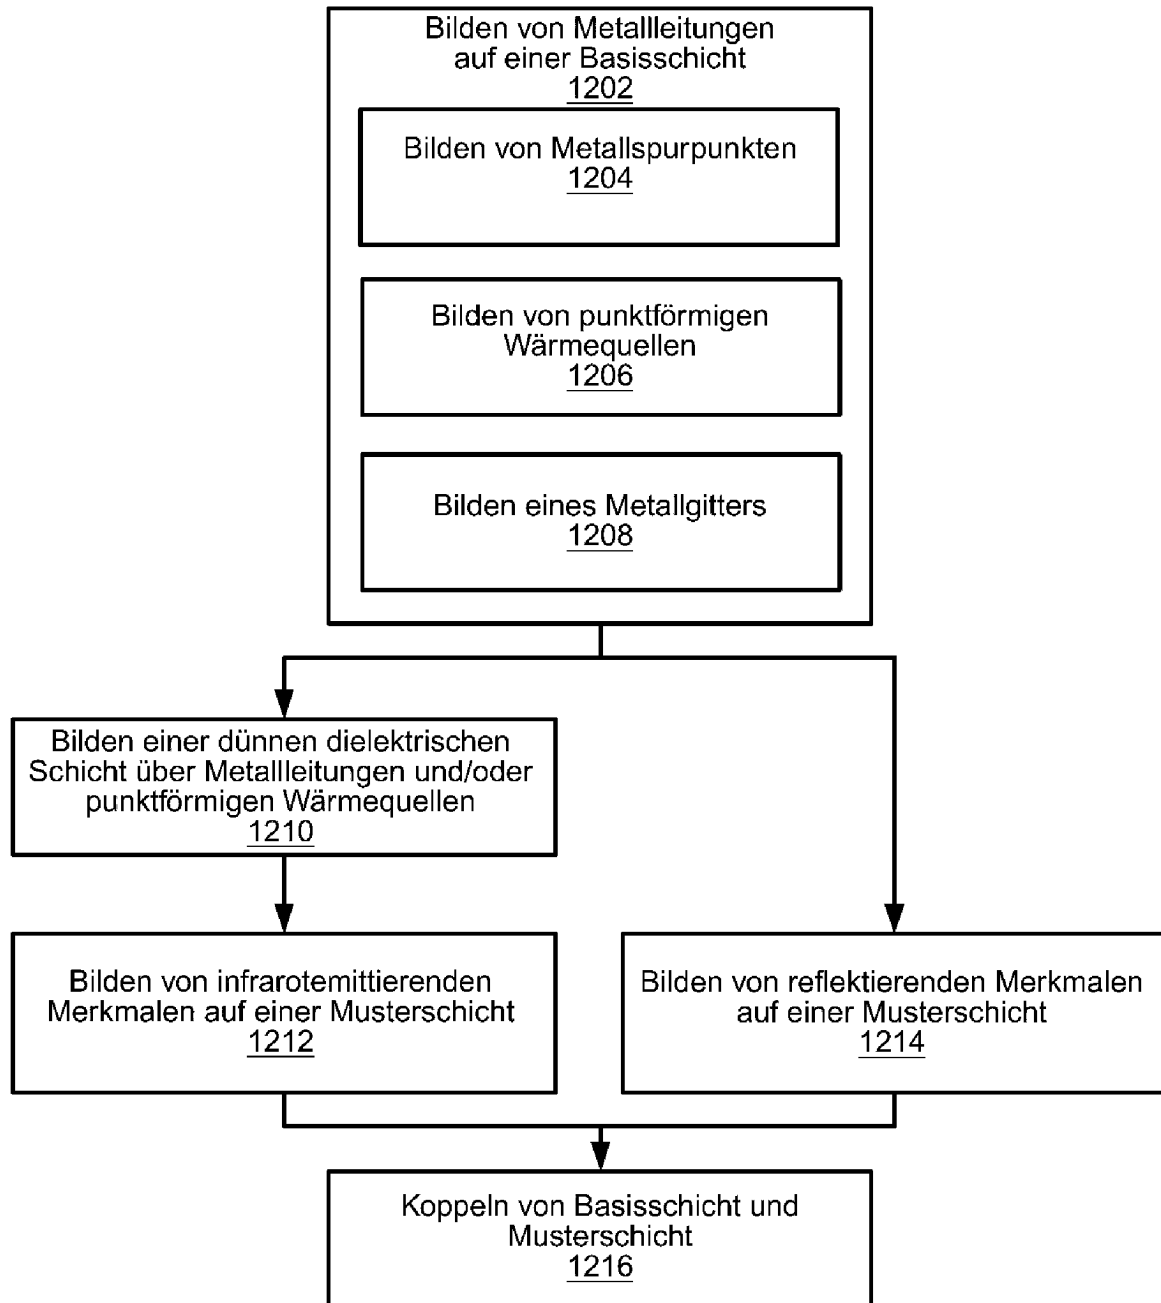 Bilden von Metallleitungen
auf einer Basisschicht
1202
Bilden von Metallspurpunkten
1204
Bilden von punktförmigen
Wärmequellen
1206
Bilden eines Metallgitters
1208
Bilden einer dünnen dielektrischen
Schicht über Metallleitungen und/oder
punktförmigen Wärmequellen
1210
Bilden von infrarotemittierenden
Merkmalen auf einer Musterschicht
1212
Bilden von reflektierenden Merkmalen
auf einer Musterschicht
1214
Koppeln von Basisschicht und
Musterschicht
1216